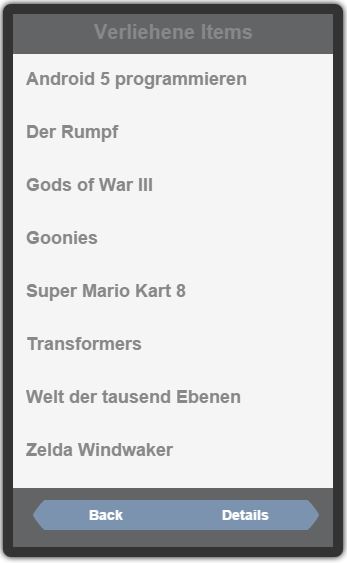 Verliehene Items
Android 5 programmieren
Der Rumpf
Gods of War III
Goonies
Super Mario Kart 8
Transformers
Welt der tausend Ebenen
Zelda Windwaker
Back Details